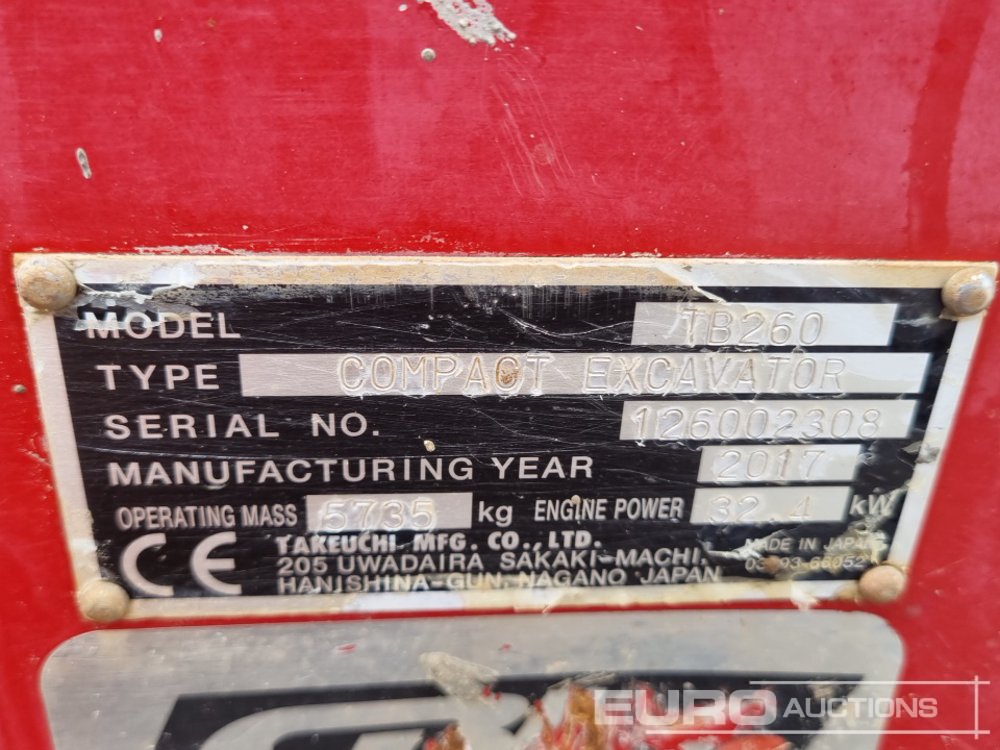 MODEL TB260
TYPE COMPACT EXCAVATOR
SERIAL NO. 126002308
MANUFACTURING YEAR 2017
OPERATING MASS 5735 kg ENGINE POWER 32.4 kW
CE TAKEUCHI MFG. CO., LTD.
205 UWADAIRA SAKAKI-MACHI,
HANISHINA-GUN, NAGANO JAPAN
MADE IN JAPAN
EURO AUCTIONS